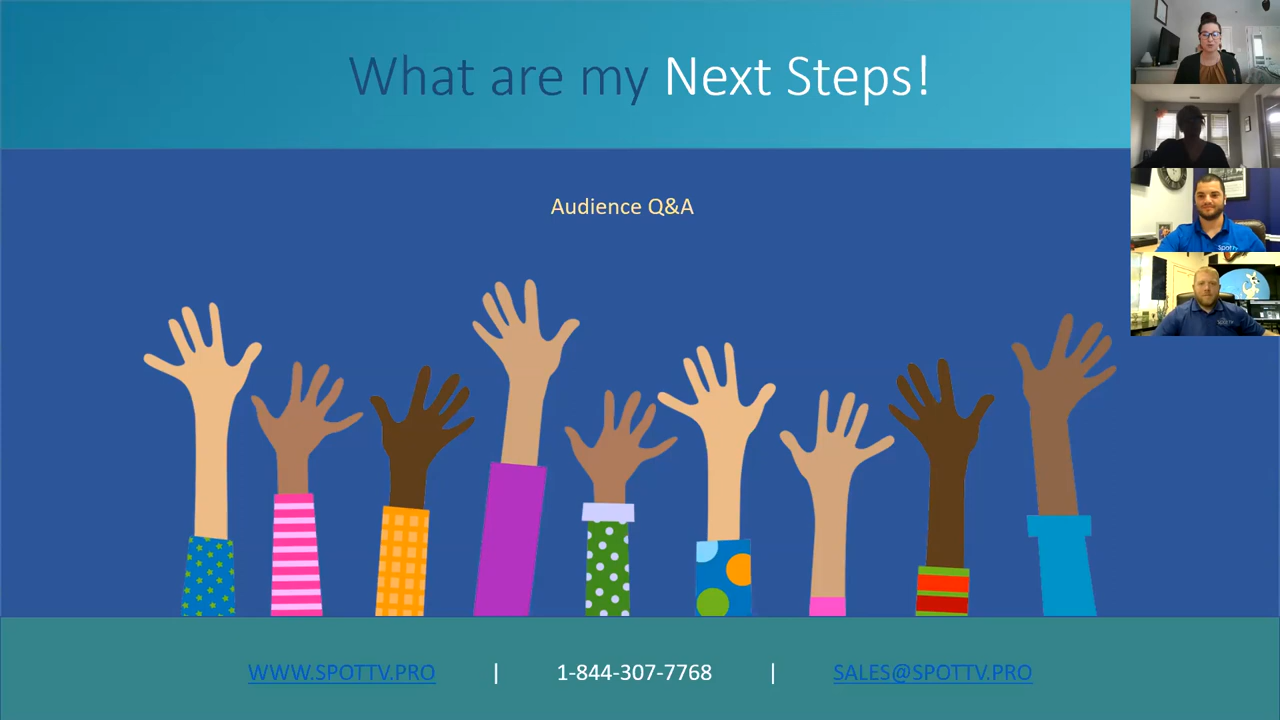 What are my Next Steps!
Audience Q&A
WWW.SPOTTV.PRO | 1-844-307-7768 | SALES@SPOTTV.PRO